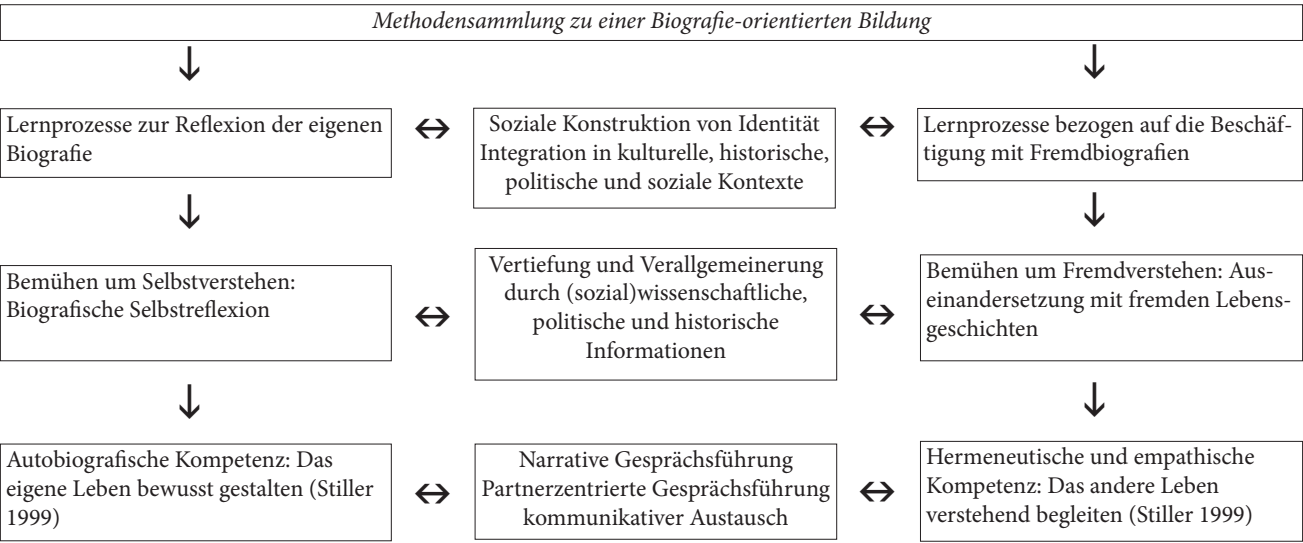 Methodensammlung zu einer Biografie-orientierten Bildung
Lernprozesse zur Reflexion der eigenen
Biografie
Soziale Konstruktion von Identität
Integration in kulturelle, historische,
politische und soziale Kontexte
Lernprozesse bezogen auf die Beschäf-
tigung mit Fremdbiografien
Bemühen um Selbstverstehen:
Biografische Selbstreflexion
Vertiefung und Verallgemeinerung
durch (sozial)wissenschaftliche,
politische und historische
Informationen
Bemühen um Fremdverstehen: Aus-
einandersetzung mit fremden Lebens-
geschichten
Autobiografische Kompetenz: Das
eigene Leben bewusst gestalten (Stiller
1999)
Narrative Gesprächsführung
Partnerzentrierte Gesprächsführung
kommunikativer Austausch
Hermeneutische und empathische
Kompetenz: Das andere Leben
verstehend begleiten (Stiller 1999)